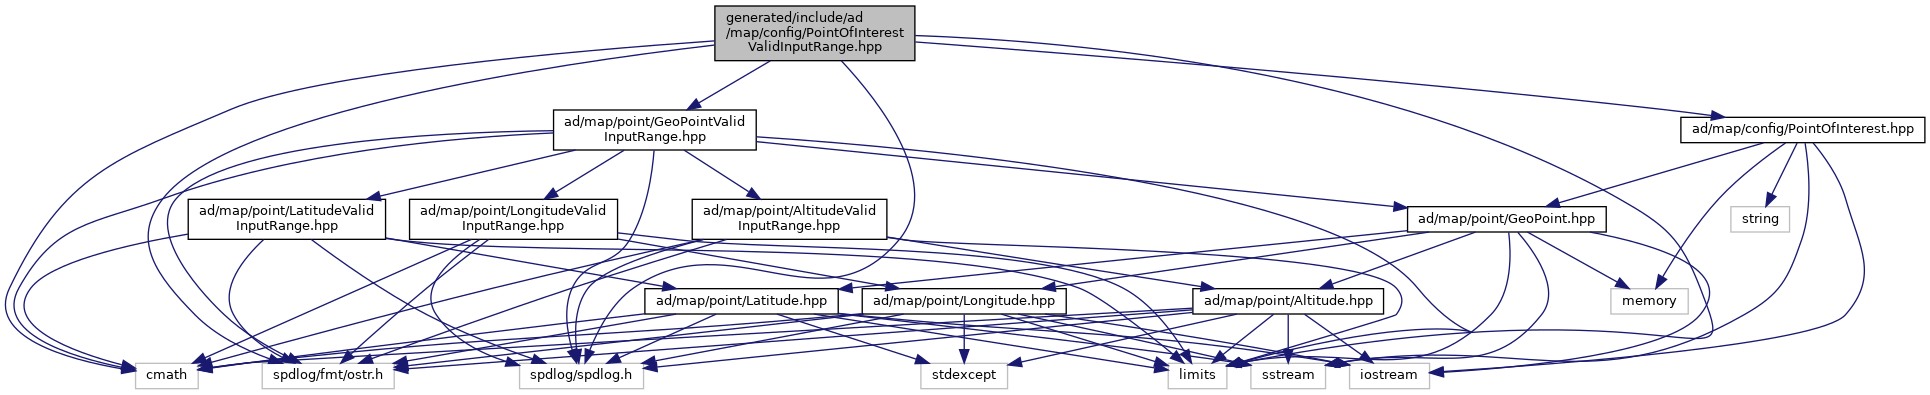 generated/include/ad
/map/config/PointOfInterest
ValidInputRange.hpp
ad/map/point/GeoPointValid
InputRange.hpp
ad/map/config/PointOfInterest.hpp
ad/map/point/LatitudeValid
InputRange.hpp
ad/map/point/LongitudeValid
InputRange.hpp
ad/map/point/AltitudeValid
InputRange.hpp
ad/map/point/GeoPoint.hpp
string
ad/map/point/Latitude.hpp
ad/map/point/Longitude.hpp
ad/map/point/Altitude.hpp
memory
cmath
spdlog/fmt/ostr.h
spdlog/spdlog.h
stdexcept
limits
sstream
iostream